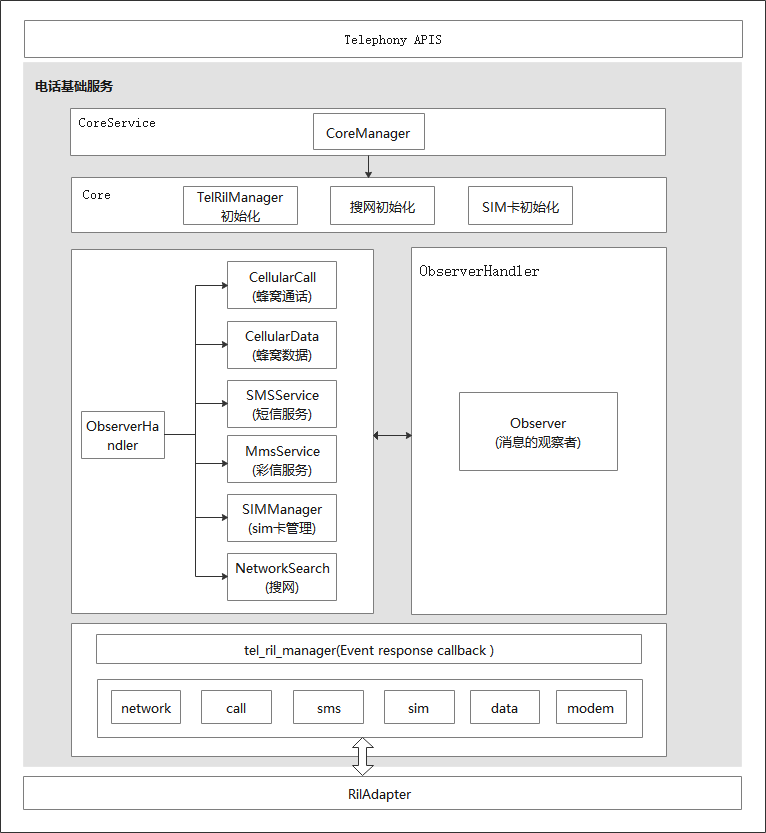 Telephony APIS
电话基础服务
CoreService
CoreManager
Core
TelRilManager
初始化
搜网初始化
SIM卡初始化
ObserverHa
ndler
CellularCall
(蜂窝通话)
CellularData
(蜂窝数据)
SMSService
(短信服务)
MmsService
(彩信服务)
SIMManager
(sim卡管理)
NetworkSearch
(搜网)
ObserverHandler
Observer
(消息的观察者)
tel_ril_manager(Event response callback )
network
call
sms
sim
data
modem
RilAdapter